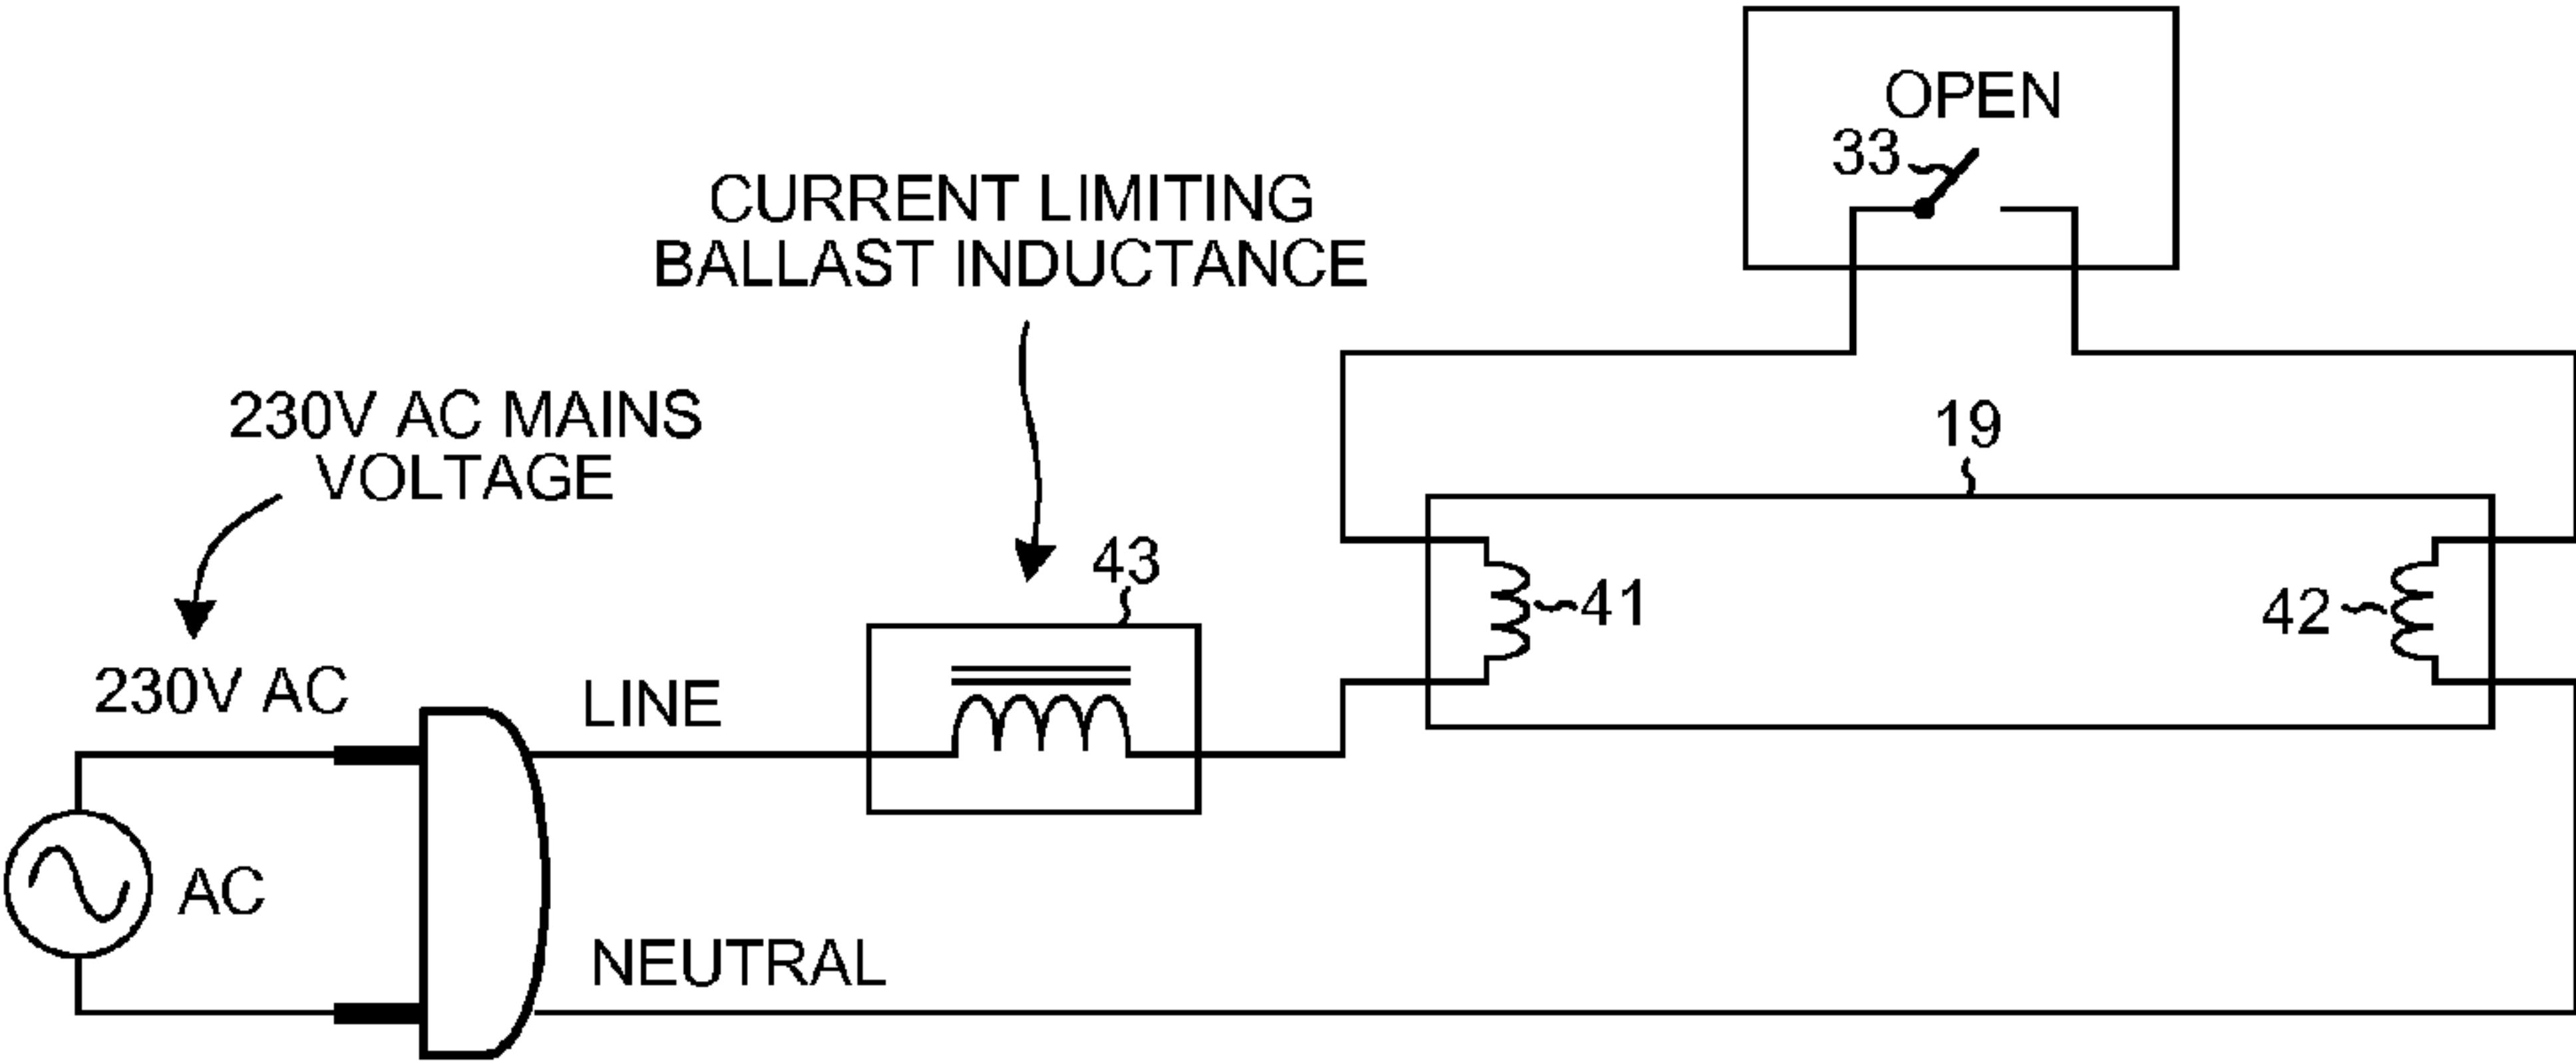 OPEN
33
CURRENT LIMITING
BALLAST INDUCTANCE
230V AC MAINS
VOLTAGE
19
43
41
42
230V AC
LINE
AC
NEUTRAL